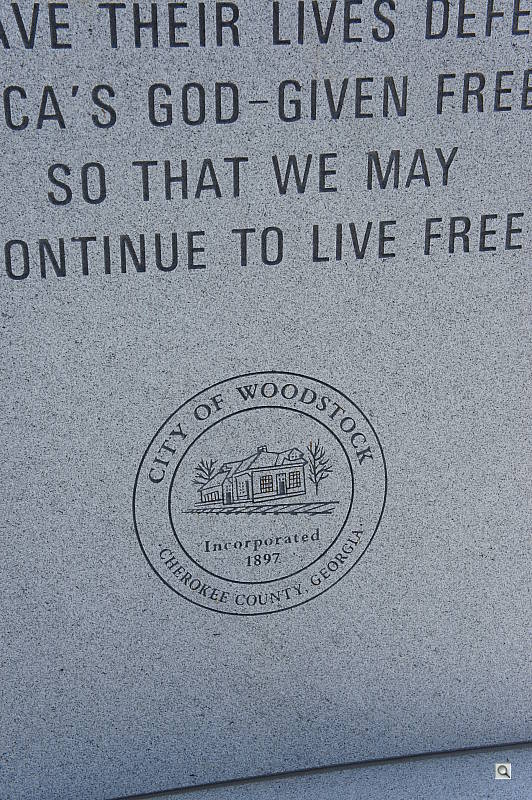 AVE THEIR LIVES DEFE
CA'S GOD-GIVEN FREE
SO THAT WE MAY
ONTINUE TO LIVE FREE
CITY OF WOODSTOCK
Incorporated
1897
·CHEROKEE COUNTY, GEORGIA·